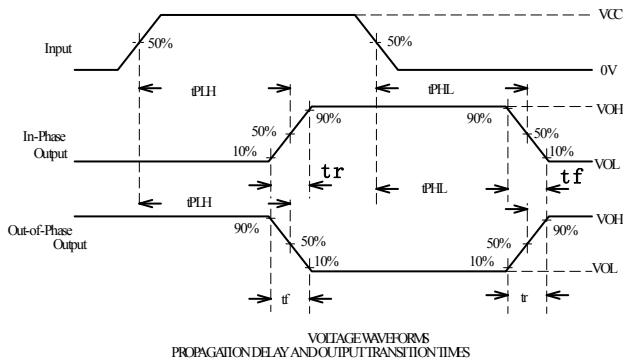 VCC
50%
50%
Input
0V
tPLH
tPHL
VOH
90%
90%
In-Phase
Output
50%
50%
10%
10%
VOL
tr
tf
tPLH
tPHL
VOH
Out-of-Phase
Output
90%
90%
50%
50%
10%
10%
VOL
tf
tr
VOLTAGE WAVEFORMS
PROPAGATION DELAY AND OUTPUT TRANSITION TIMES